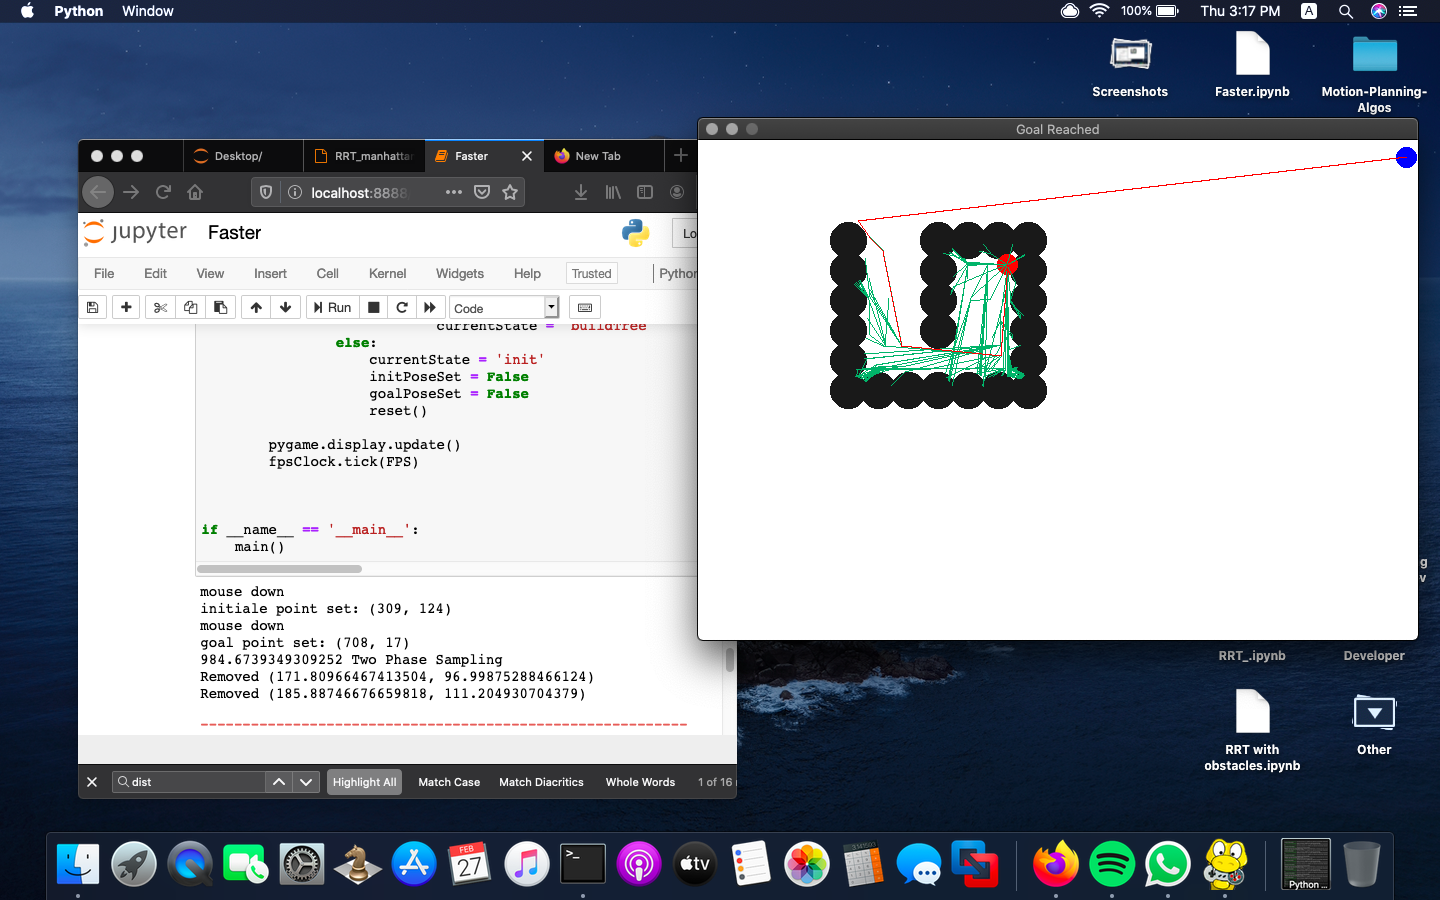 Python Window 100% Thu 3:17 PM A
Screenshots
Faster.ipynb
Motion-Planning-
Algos
Goal Reached
Desktop/ RRT_manhattar Faster New Tab
localhost:8888
jupyter Faster
Lo
File Edit View Insert Cell Kernel Widgets Help Trusted Python
Run Code
currentState = 'buildTree'
else:
currentState = 'init'
initPoseSet = False
goalPoseSet = False
reset()
pygame.display.update()
fpsClock.tick(FPS)
if __name__ == '__main__':
main()
mouse down
initiale point set: (309, 124)
mouse down
goal point set: (708, 17)
984.6739349309252 Two Phase Sampling
Removed (171.80966467413504, 96.99875288466124)
Removed (185.88746676659818, 111.204930704379)
---------------------------------------------------------
dist Highlight All Match Case Match Diacritics Whole Words 1 of 16
g
v
RRT_.ipynb
Developer
RRT with
obstacles.ipynb
Other
FEB
27
tv
Python ...